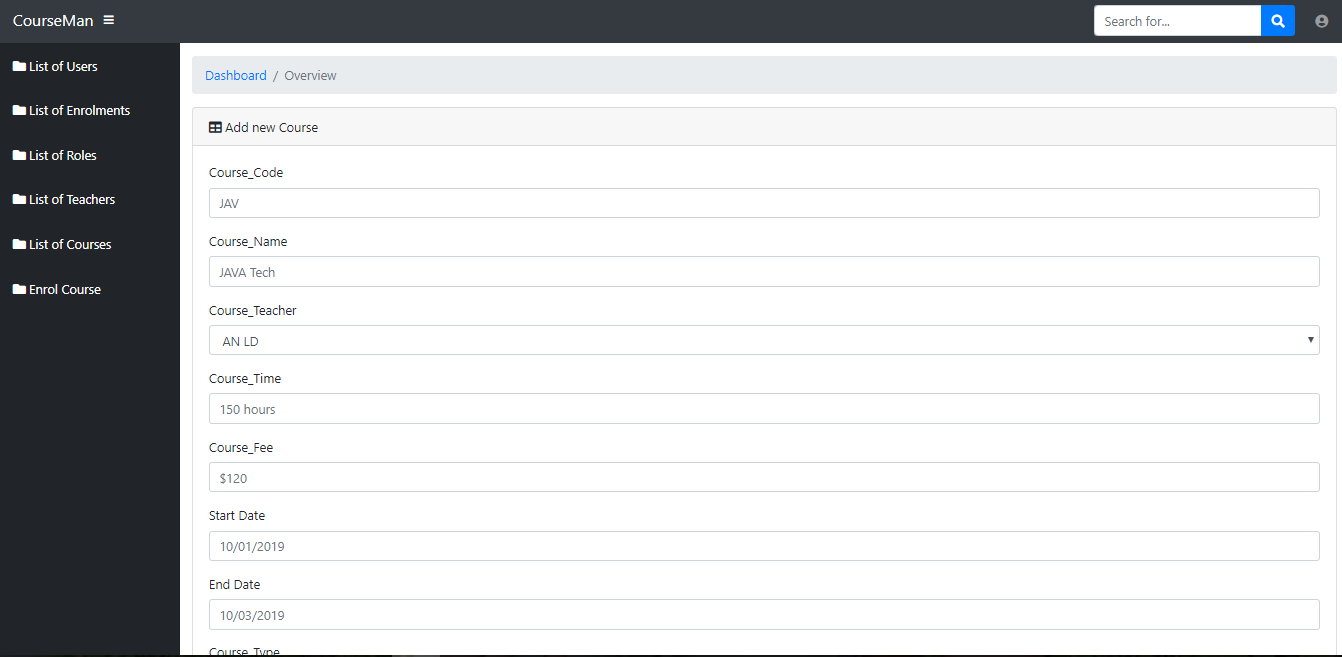 CourseMan
Search for...
List of Users
List of Enrolments
List of Roles
List of Teachers
List of Courses
Enrol Course
Dashboard / Overview
Add new Course
Course_Code
JAV
Course_Name
JAVA Tech
Course_Teacher
AN LD
Course_Time
150 hours
Course_Fee
$120
Start Date
10/01/2019
End Date
10/03/2019
Course_Type